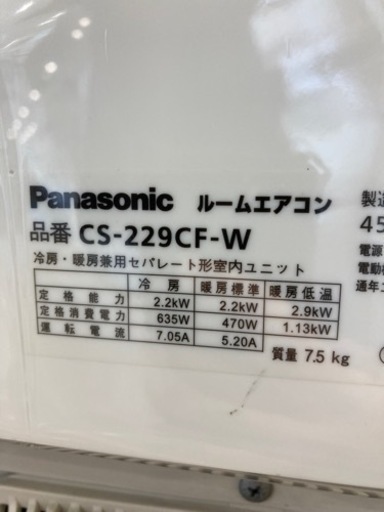 Panasonic ルームエアコン 製造
品番 CS-229CF-W 45
冷房・暖房兼用セパレート形室内ユニット 電源
冷房 暖房標準 暖房低温
定格能力 2.2kW 2.2kW 2.9kW
定格消費電力 635W 470W 1.13kW
運転電流 7.05A 5.20A
質量 7.5 kg
通年